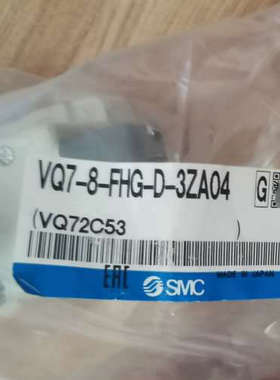 VQ7-8-FHG-D-3ZA04
G
(VQ72C53 )
EAC SMC
MADE IN JAPAN